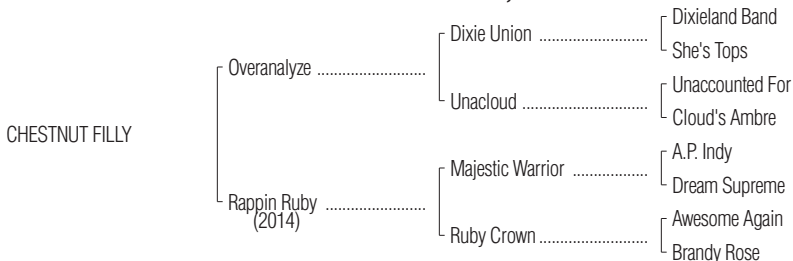 Dixieland Band
Dixie Union ........................
She's Tops
Overanalyze ........................
Unaccounted For
Unacloud ............................
Cloud's Ambre
CHESTNUT FILLY
A.P. Indy
Majestic Warrior .................
Dream Supreme
Rappin Ruby ......................
(2014)
Awesome Again
Ruby Crown ........................
Brandy Rose